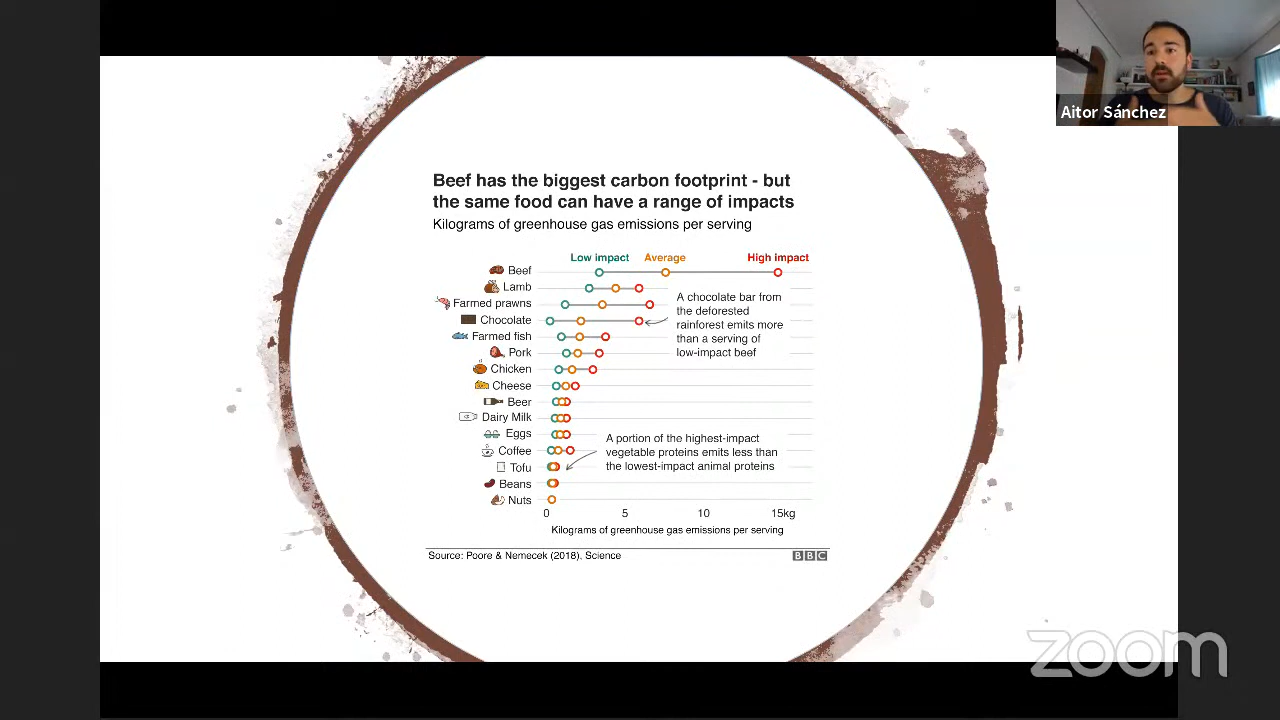 Aitor Sánchez
Beef has the biggest carbon footprint - but
the same food can have a range of impacts
Kilograms of greenhouse gas emissions per serving
Low impact
Average
High impact
Beef
Lamb
Farmed prawns
Chocolate
Farmed fish
Pork
Chicken
Cheese
Beer
Dairy Milk
Eggs
Coffee
Tofu
Beans
Nuts
A chocolate bar from
the deforested
rainforest emits more
than a serving of
low-impact beef
A portion of the highest-impact
vegetable proteins emits less than
the lowest-impact animal proteins
0 5 10 15kg
Kilograms of greenhouse gas emissions per serving
Source: Poore & Nemecek (2018), Science
BBC
zoom